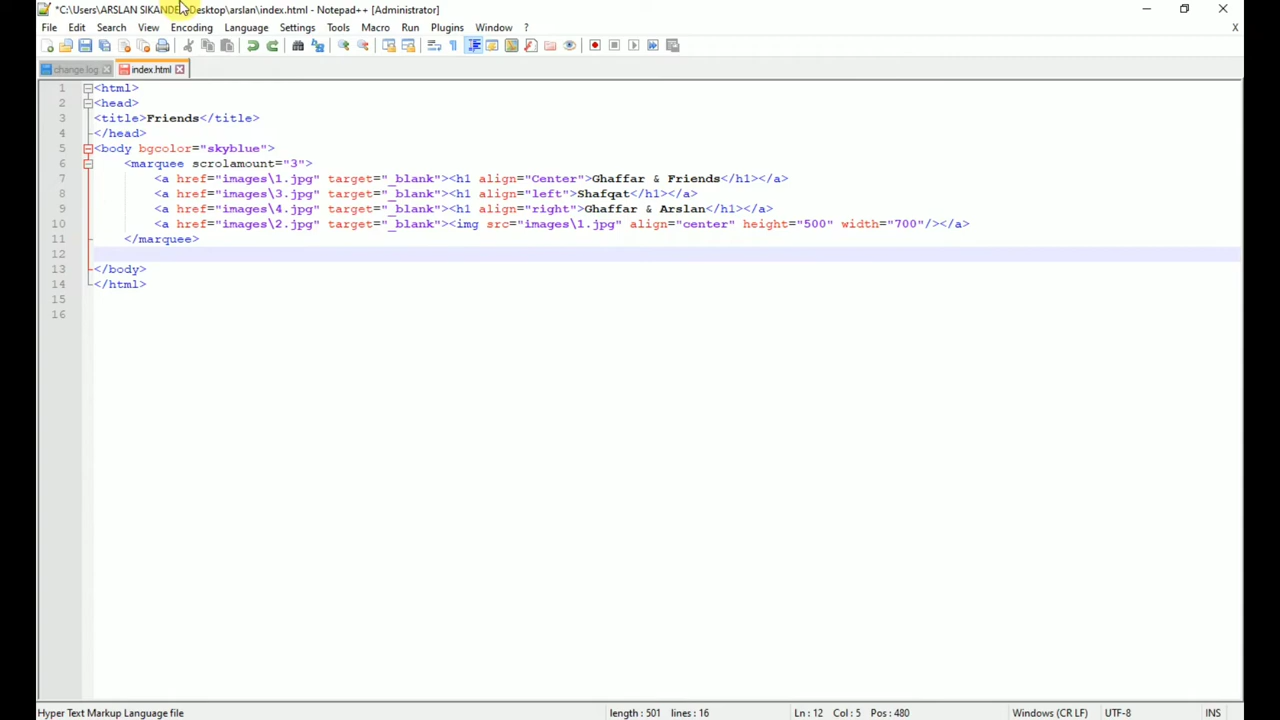 *C:\Users\ARSLAN SIKANDE Desktop\arslan\index.html - Notepad++ [Administrator]
File Edit Search View Encoding Language Settings Tools Macro Run Plugins Window ? X
change.log index.html
1 <html>
2 <head>
3 <title>Friends</title>
4 </head>
5 <body bgcolor="skyblue">
6 <marquee scrolamount="3">
7 <a href="images\1.jpg" target="_blank"><h1 align="Center">Ghaffar & Friends</h1></a>
8 <a href="images\3.jpg" target="_blank"><h1 align="left">Shafqat</h1></a>
9 <a href="images\4.jpg" target="_blank"><h1 align="right">Ghaffar & Arslan</h1></a>
10 <a href="images\2.jpg" target="_blank"><img src="images\1.jpg" align="center" height="500" width="700"/></a>
11 </marquee>
12
13 </body>
14 </html>
15
16
Hyper Text Markup Language file length : 501 lines : 16 Ln : 12 Col : 5 Pos : 480 Windows (CR LF) UTF-8 INS